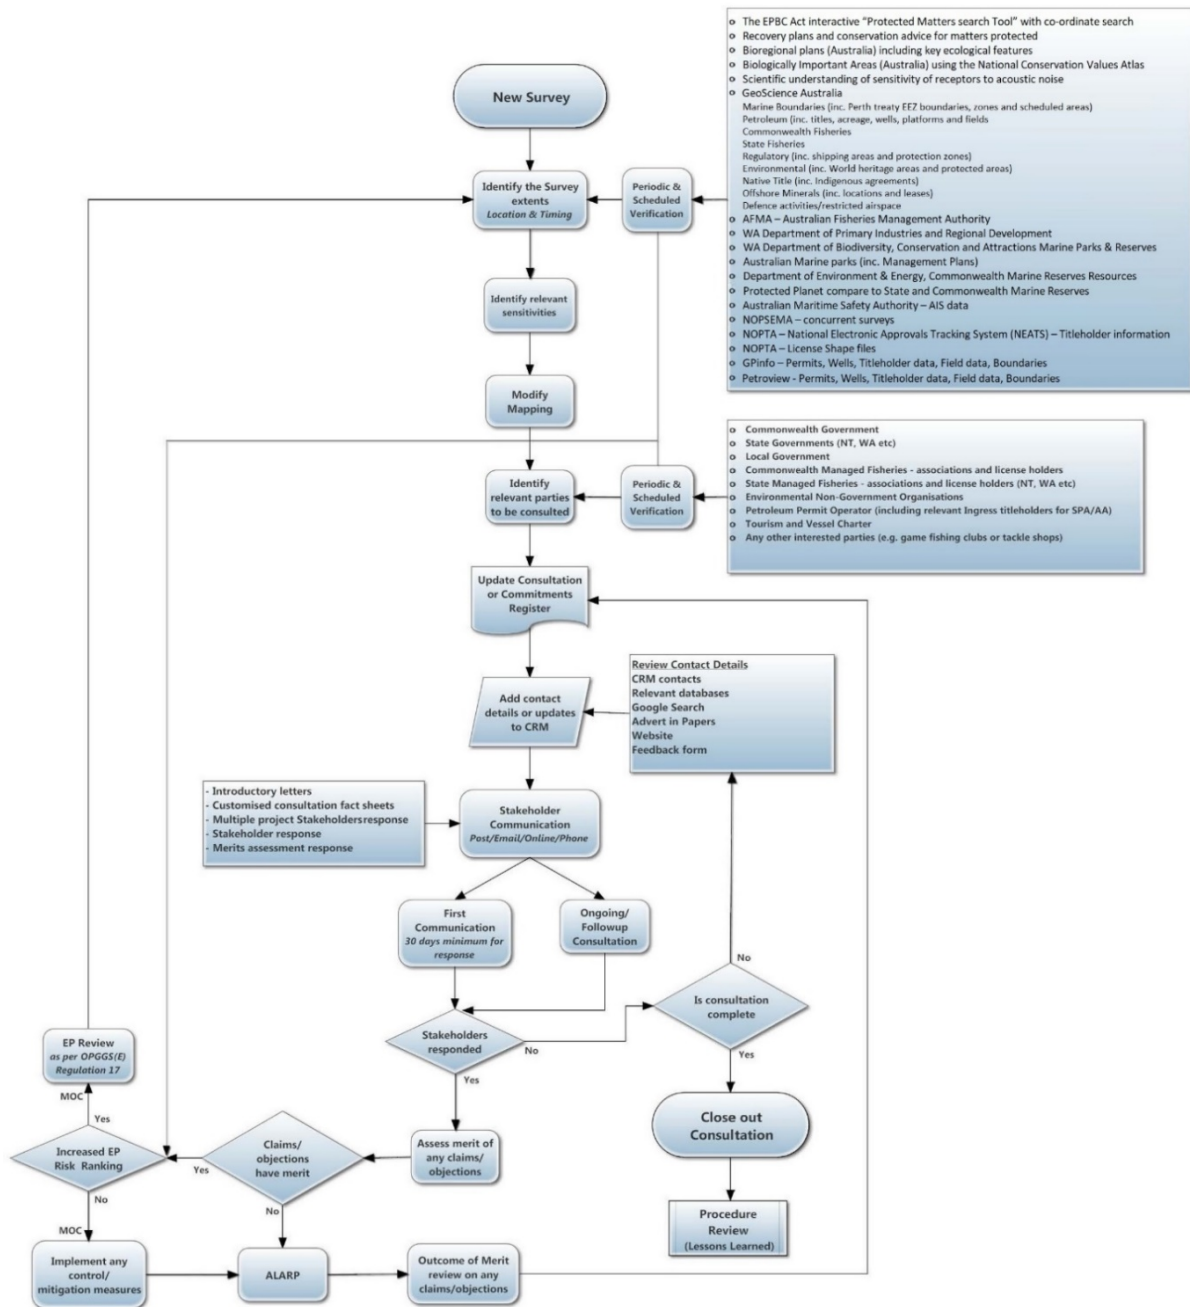 o The EPBC Act interactive “Protected Matters search Tool” with co-ordinate search
o Recovery plans and conservation advice for matters protected
o Bioregional plans (Australia) including key ecological features
o Biologically Important Areas (Australia) using the National Conservation Values Atlas
o Scientific understanding of sensitivity of receptors to acoustic noise
o GeoScience Australia
Marine Boundaries (inc. Perth treaty EEZ boundaries, zones and scheduled areas)
Petroleum (inc. titles, acreage, wells, platforms and fields
Commonwealth Fisheries
State Fisheries
Regulatory (inc. shipping areas and protection zones)
Environmental (inc. World heritage areas and protected areas)
Native Title (inc. Indigenous agreements)
Offshore Minerals (inc. locations and leases)
Defence activities/restricted airspace
o AFMA – Australian Fisheries Management Authority
o WA Department of Primary Industries and Regional Development
o WA Department of Biodiversity, Conservation and Attractions Marine Parks & Reserves
o Australian Marine parks (inc. Management Plans)
o Department of Environment & Energy, Commonwealth Marine Reserves Resources
o Protected Planet compare to State and Commonwealth Marine Reserves
o Australian Maritime Safety Authority – AIS data
o NOPSEMA – concurrent surveys
o NOPTA – National Electronic Approvals Tracking System (NEATS) – Titleholder information
o NOPTA – License Shape files
o GPinfo – Permits, Wells, Titleholder data, Field data, Boundaries
o Petroview - Permits, Wells, Titleholder data, Field data, Boundaries
New Survey
Identify the Survey
extents
Location & Timing
Periodic &
Scheduled
Verification
Identify relevant
sensitivities
Modify
Mapping
o Commonwealth Government
o State Governments (NT, WA etc)
o Local Government
o Commonwealth Managed Fisheries - associations and license holders
o State Managed Fisheries - associations and license holders (NT, WA etc)
o Environmental Non-Government Organisations
o Petroleum Permit Operator (including relevant Ingress titleholders for SPA/AA)
o Tourism and Vessel Charter
o Any other interested parties (e.g. game fishing clubs or tackle shops)
Identify
relevant parties
to be consulted
Periodic &
Scheduled
Verification
Update Consultation
or Commitments
Register
Add contact
details or updates
to CRM
Review Contact Details
CRM contacts
Relevant databases
Google Search
Advert in Papers
Website
Feedback form
- Introductory letters
- Customised consultation fact sheets
- Multiple project Stakeholdersresponse
- Stakeholder response
- Merits assessment response
Stakeholder
Communication
Post/Email/Online/Phone
First
Communication
30 days minimum for
response
Ongoing/
Followup
Consultation
No
Is consultation
complete
Yes
Stakeholders
responded
No
Yes
EP Review
as per OPGGS(E)
Regulation 17
MOC
Yes
Close out
Consultation
Increased EP
Risk Ranking
Yes
Claims/
objections
have merit
Assess merit of
any claims/
objections
No
No
MOC
Procedure
Review
(Lessons Learned)
Implement any
control/
mitigation measures
ALARP
Outcome of Merit
review on any
claims/objections